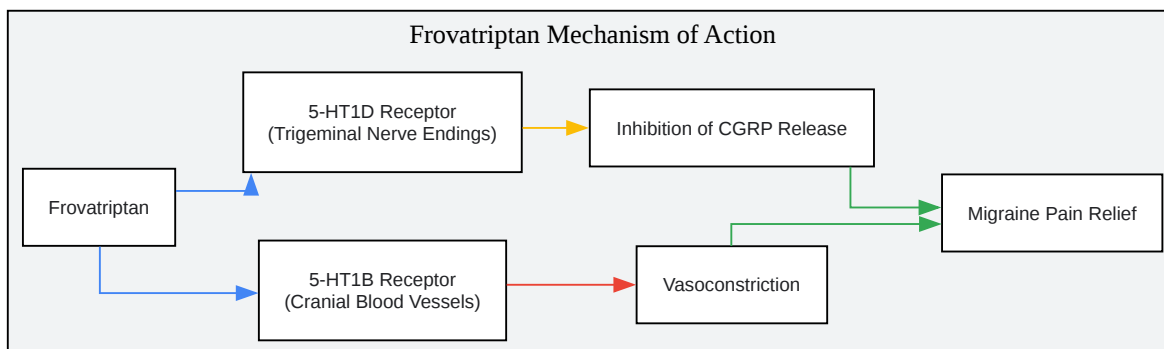 Frovatriptan Mechanism of Action
5-HT1D Receptor
(Trigeminal Nerve Endings)
Inhibition of CGRP Release
Frovatriptan
Migraine Pain Relief
5-HT1B Receptor
(Cranial Blood Vessels)
Vasoconstriction